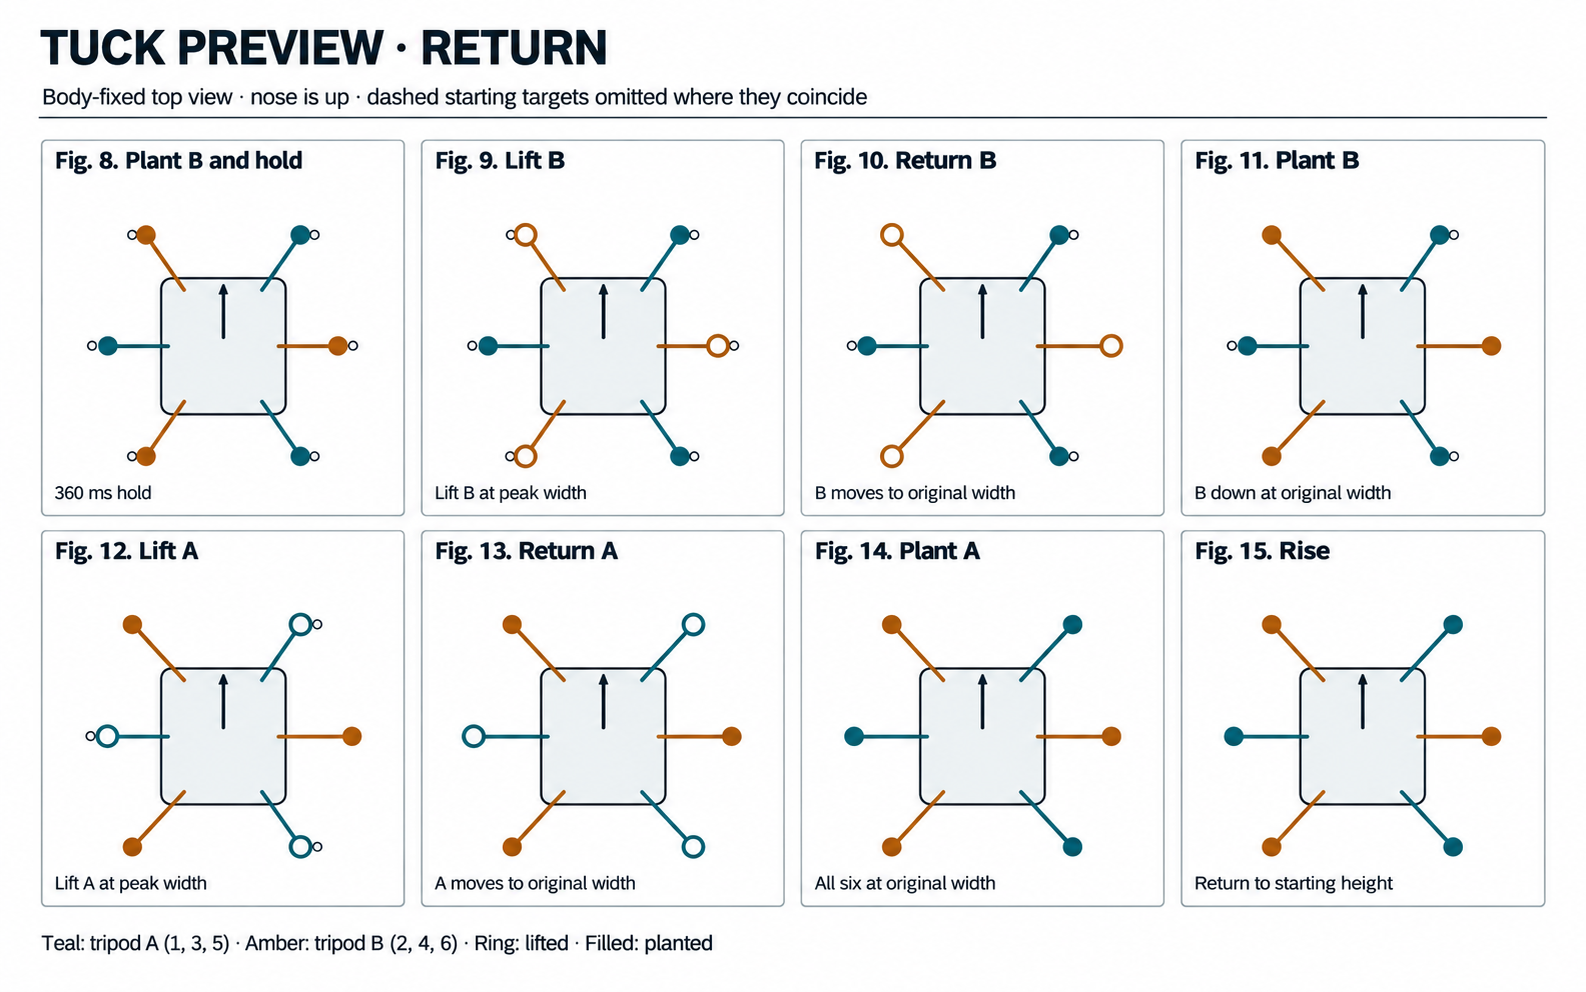 TUCK PREVIEW · RETURN
Body-fixed top view · nose is up · dashed starting targets omitted where they coincide
Fig. 8. Plant B and hold
360 ms hold
Fig. 9. Lift B
Lift B at peak width
Fig. 10. Return B
B moves to original width
Fig. 11. Plant B
B down at original width
Fig. 12. Lift A
Lift A at peak width
Fig. 13. Return A
A moves to original width
Fig. 14. Plant A
All six at original width
Fig. 15. Rise
Return to starting height
Teal: tripod A (1, 3, 5) · Amber: tripod B (2, 4, 6) · Ring: lifted · Filled: planted